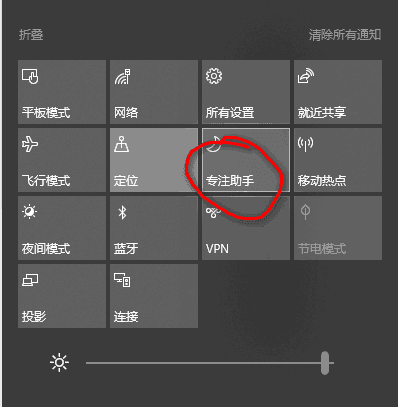 折叠 清除所有通知
平板模式 网络 所有设置 就近共享
飞行模式 定位 专注助手 移动热点
夜间模式 蓝牙 VPN 节电模式
投影 连接